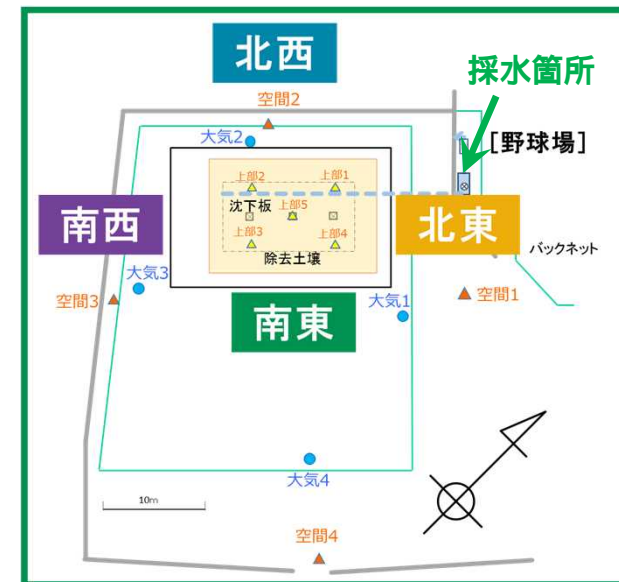 北西
採水箇所
空間2
大気2
[野球場]
上部2
上部1
沈下板
上部5
南西
北東
バックネット
上部3
上部4
除去土壌
大気3
空間3
南東
大気1
空間1
大気4
10m
空間4